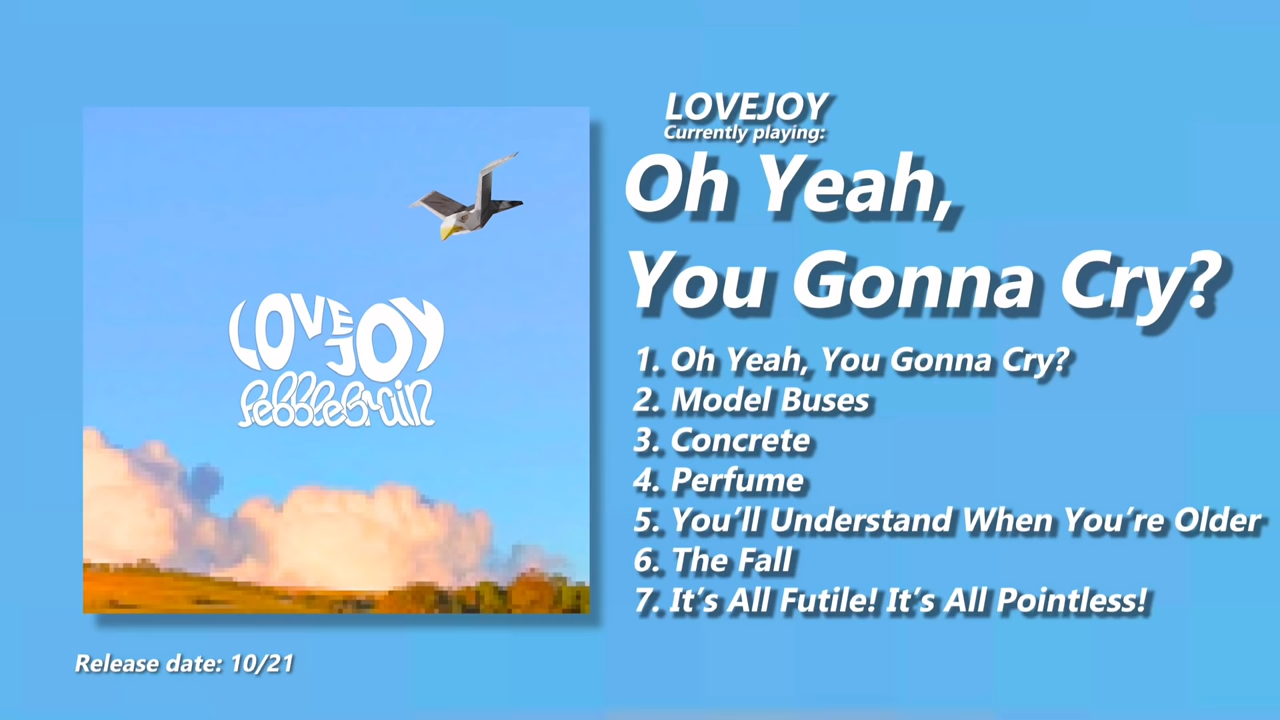 LOVEJOY
PebbleBrain
LOVEJOY
Currently playing:
Oh Yeah,
You Gonna Cry?
1. Oh Yeah, You Gonna Cry?
2. Model Buses
3. Concrete
4. Perfume
5. You’ll Understand When You’re Older
6. The Fall
7. It’s All Futile! It’s All Pointless!
Release date: 10/21